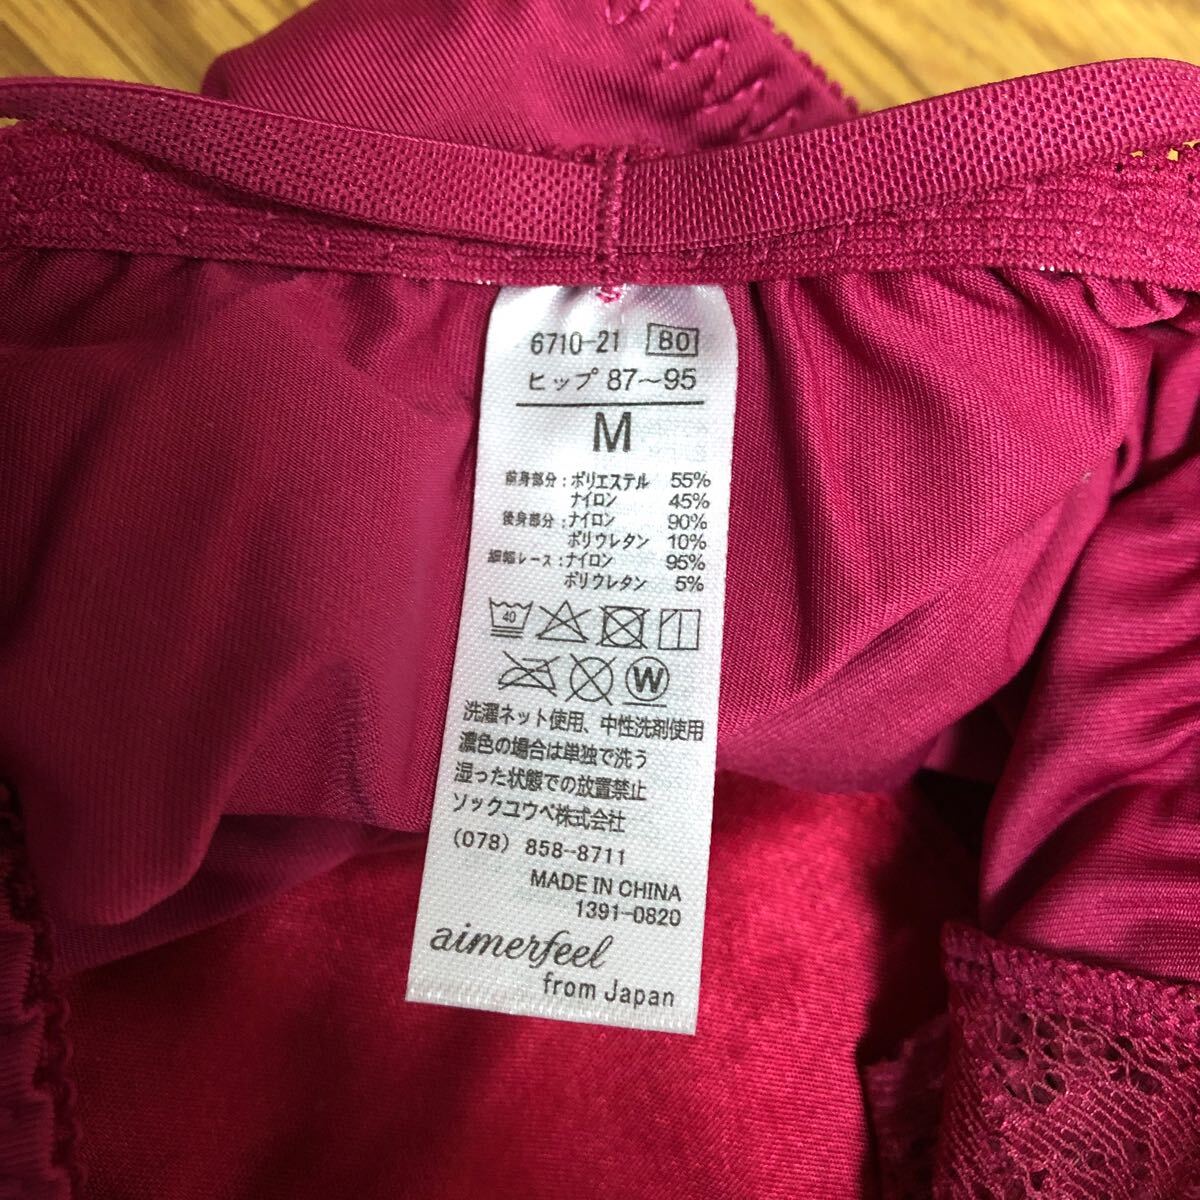 6710-21 BO
ヒップ 87～95
M
前身部分：ポリエステル 55%
ナイロン 45%
後身部分：ナイロン 90%
ポリウレタン 10%
細幅レース：ナイロン 95%
ポリウレタン 5%
40
W
洗濯ネット使用、中性洗剤使用
濃色の場合は単独で洗う
湿った状態での放置禁止
ソックコウベ株式会社
(078) 858-8711
MADE IN CHINA
1391-0820
aimerfeel
from Japan